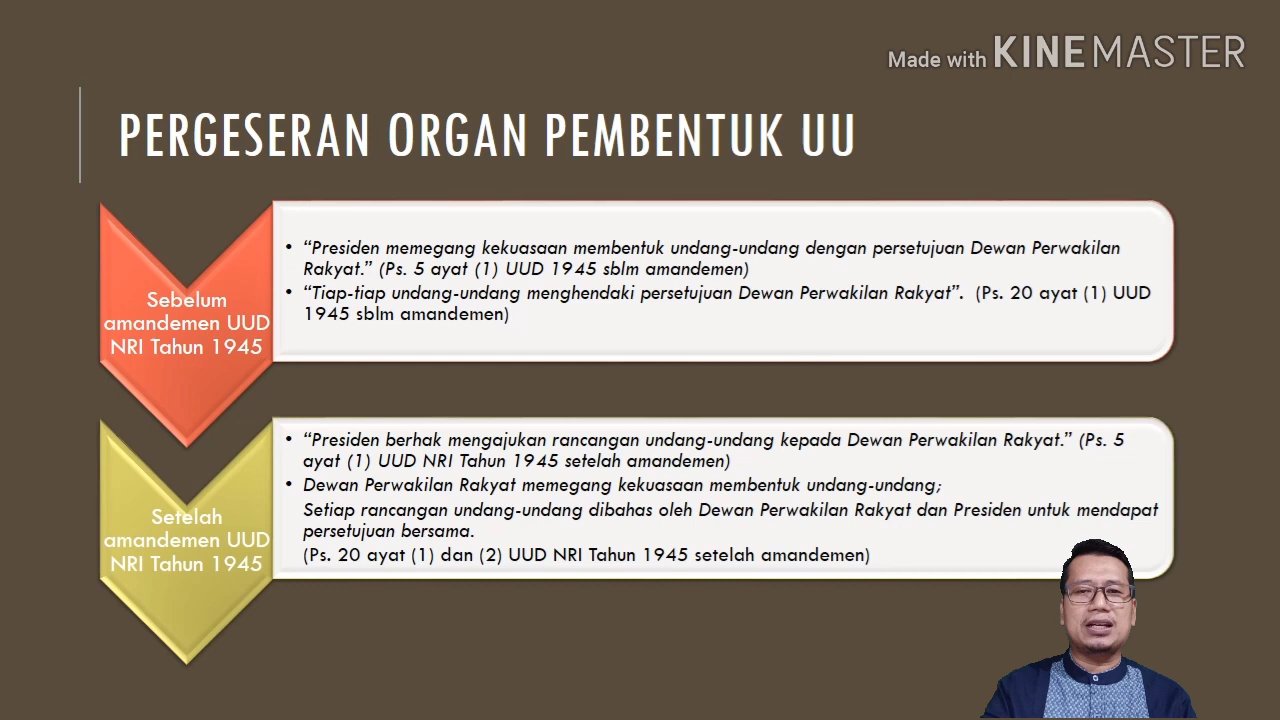 Made with KINEMASTER
PERGESERAN ORGAN PEMBENTUK UU
Sebelum
amandemen UUD
NRI Tahun 1945
• “Presiden memegang kekuasaan membentuk undang-undang dengan persetujuan Dewan Perwakilan
Rakyat.” (Ps. 5 ayat (1) UUD 1945 sblm amandemen)
• “Tiap-tiap undang-undang menghendaki persetujuan Dewan Perwakilan Rakyat”. (Ps. 20 ayat (1) UUD
1945 sblm amandemen)
Setelah
amandemen UUD
NRI Tahun 1945
• “Presiden berhak mengajukan rancangan undang-undang kepada Dewan Perwakilan Rakyat.” (Ps. 5
ayat (1) UUD NRI Tahun 1945 setelah amandemen)
• Dewan Perwakilan Rakyat memegang kekuasaan membentuk undang-undang;
Setiap rancangan undang-undang dibahas oleh Dewan Perwakilan Rakyat dan Presiden untuk mendapat
persetujuan bersama.
(Ps. 20 ayat (1) dan (2) UUD NRI Tahun 1945 setelah amandemen)